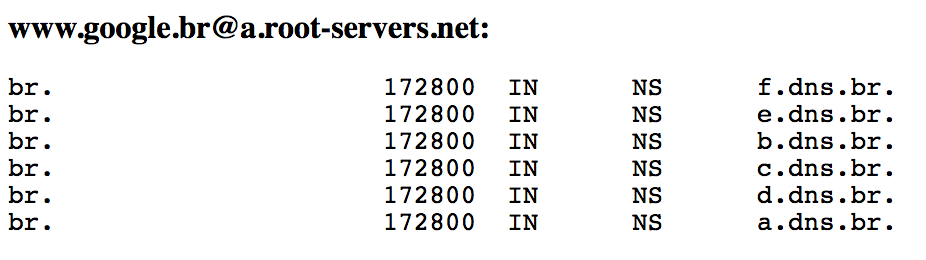 www.google.br@a.root-servers.net:
br. 172800 IN NS f.dns.br.
br. 172800 IN NS e.dns.br.
br. 172800 IN NS b.dns.br.
br. 172800 IN NS c.dns.br.
br. 172800 IN NS d.dns.br.
br. 172800 IN NS a.dns.br.